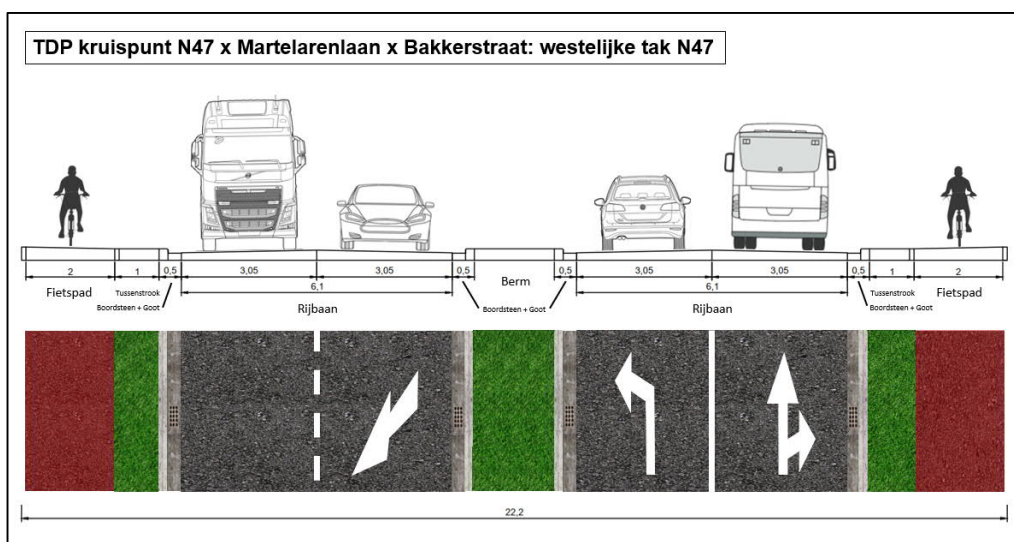 TDP kruispunt N47 x Martelarenlaan x Bakkerstraat: westelijke tak N47
2 1 0,5 3,05 3,05 0,5 0,5 3,05 3,05 0,5 1 2
6,1 6,1
Fietspad Tussenstrook Rijbaan Berm Rijbaan Tussenstrook Fietspad
Boordsteen + Goot Boordsteen + Goot Boordsteen + Goot
22,2